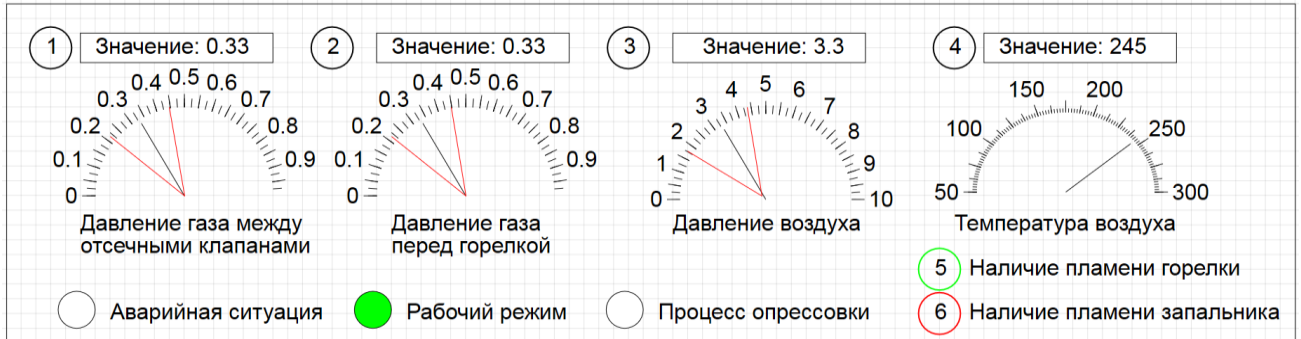 1 Значение: 0.33
0 0.1 0.2 0.3 0.4 0.5 0.6 0.7 0.8 0.9
Давление газа между
отсечными клапанами
2 Значение: 0.33
0 0.1 0.2 0.3 0.4 0.5 0.6 0.7 0.8 0.9
Давление газа
перед горелкой
3 Значение: 3.3
0 1 2 3 4 5 6 7 8 9 10
Давление воздуха
4 Значение: 245
50 100 150 200 250 300
Температура воздуха
5 Наличие пламени горелки
6 Наличие пламени запальника
Аварийная ситуация
Рабочий режим
Процесс опрессовки